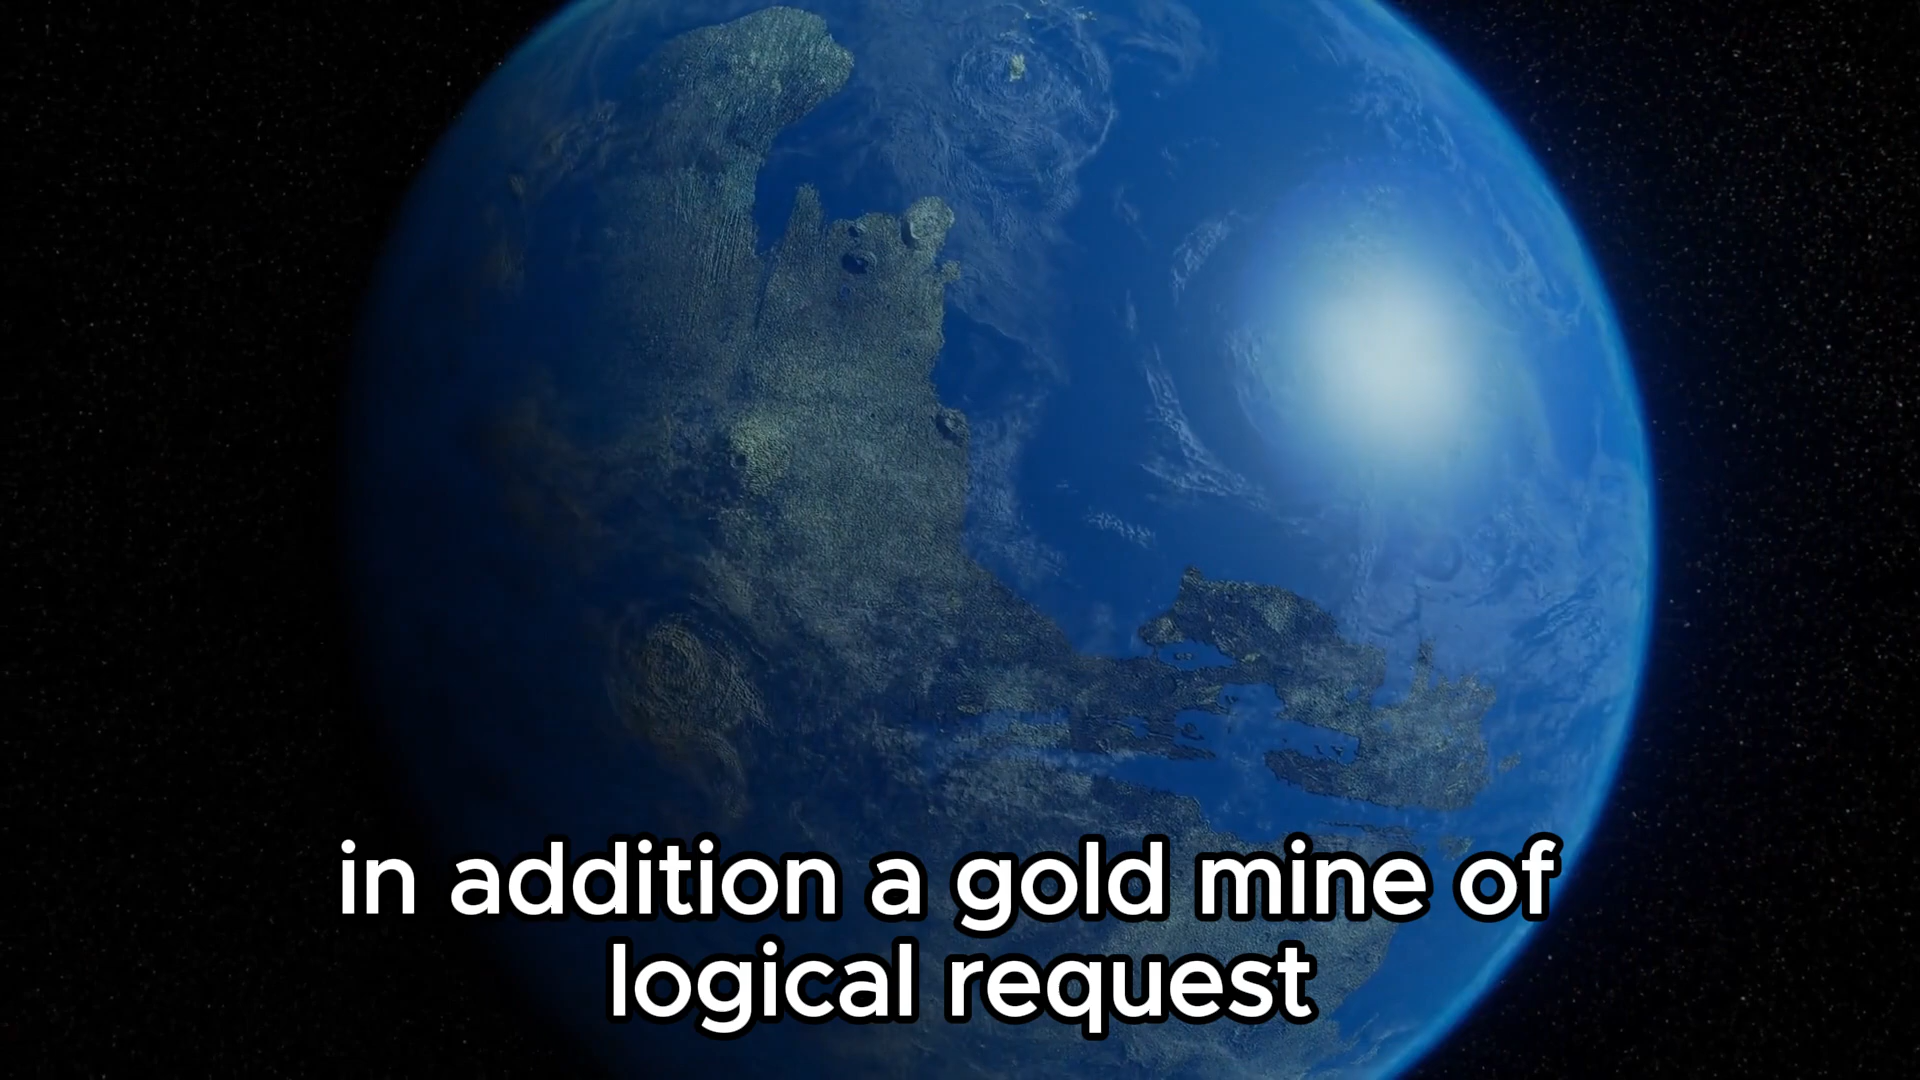 in addition a gold mine of
logical request